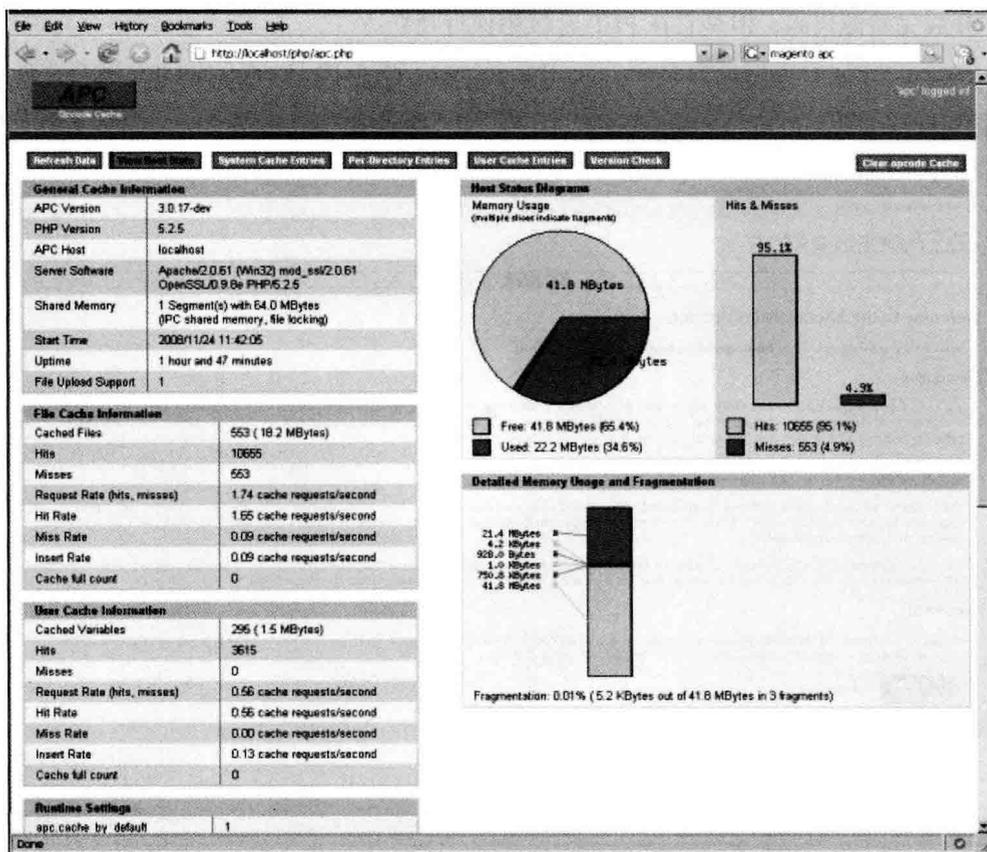 File Edit View History Bookmarks Tools Help
http://localhost/php/apc.php
magento apc
APC
Opcode Cache
'apc' logged in!
Refresh Data
View Host Stats
System Cache Entries
Per-Directory Entries
User Cache Entries
Version Check
Clear opcode Cache
General Cache Information
APC Version 3.0.17-dev
PHP Version 5.2.5
APC Host localhost
Server Software Apache/2.0.61 (Win32) mod_ssl/2.0.61
OpenSSL/0.9.8e PHP/5.2.5
Shared Memory 1 Segment(s) with 64.0 MBytes
(IPC shared memory, file locking)
Start Time 2008/11/24 11:42:05
Uptime 1 hour and 47 minutes
File Upload Support 1
File Cache Information
Cached Files 553 ( 18.2 MBytes)
Hits 10655
Misses 553
Request Rate (hits, misses) 1.74 cache requests/second
Hit Rate 1.65 cache requests/second
Miss Rate 0.09 cache requests/second
Insert Rate 0.09 cache requests/second
Cache full count 0
User Cache Information
Cached Variables 295 ( 1.5 MBytes)
Hits 3615
Misses 0
Request Rate (hits, misses) 0.56 cache requests/second
Hit Rate 0.56 cache requests/second
Miss Rate 0.00 cache requests/second
Insert Rate 0.13 cache requests/second
Cache full count 0
Runtime Settings
apc.cache_by_default 1
Host Status Diagrams
Memory Usage
(multiple slices indicate fragments)
Hits & Misses
41.8 MBytes
MBytes
95.1%
4.9%
Free: 41.8 MBytes (65.4%)
Used: 22.2 MBytes (34.6%)
Hits: 10655 (95.1%)
Misses: 553 (4.9%)
Detailed Memory Usage and Fragmentation
21.4 MBytes
4.2 KBytes
928.0 Bytes
1.0 KBytes
750.8 KBytes
41.8 MBytes
Fragmentation: 0.01% ( 5.2 KBytes out of 41.8 MBytes in 3 fragments)
Done